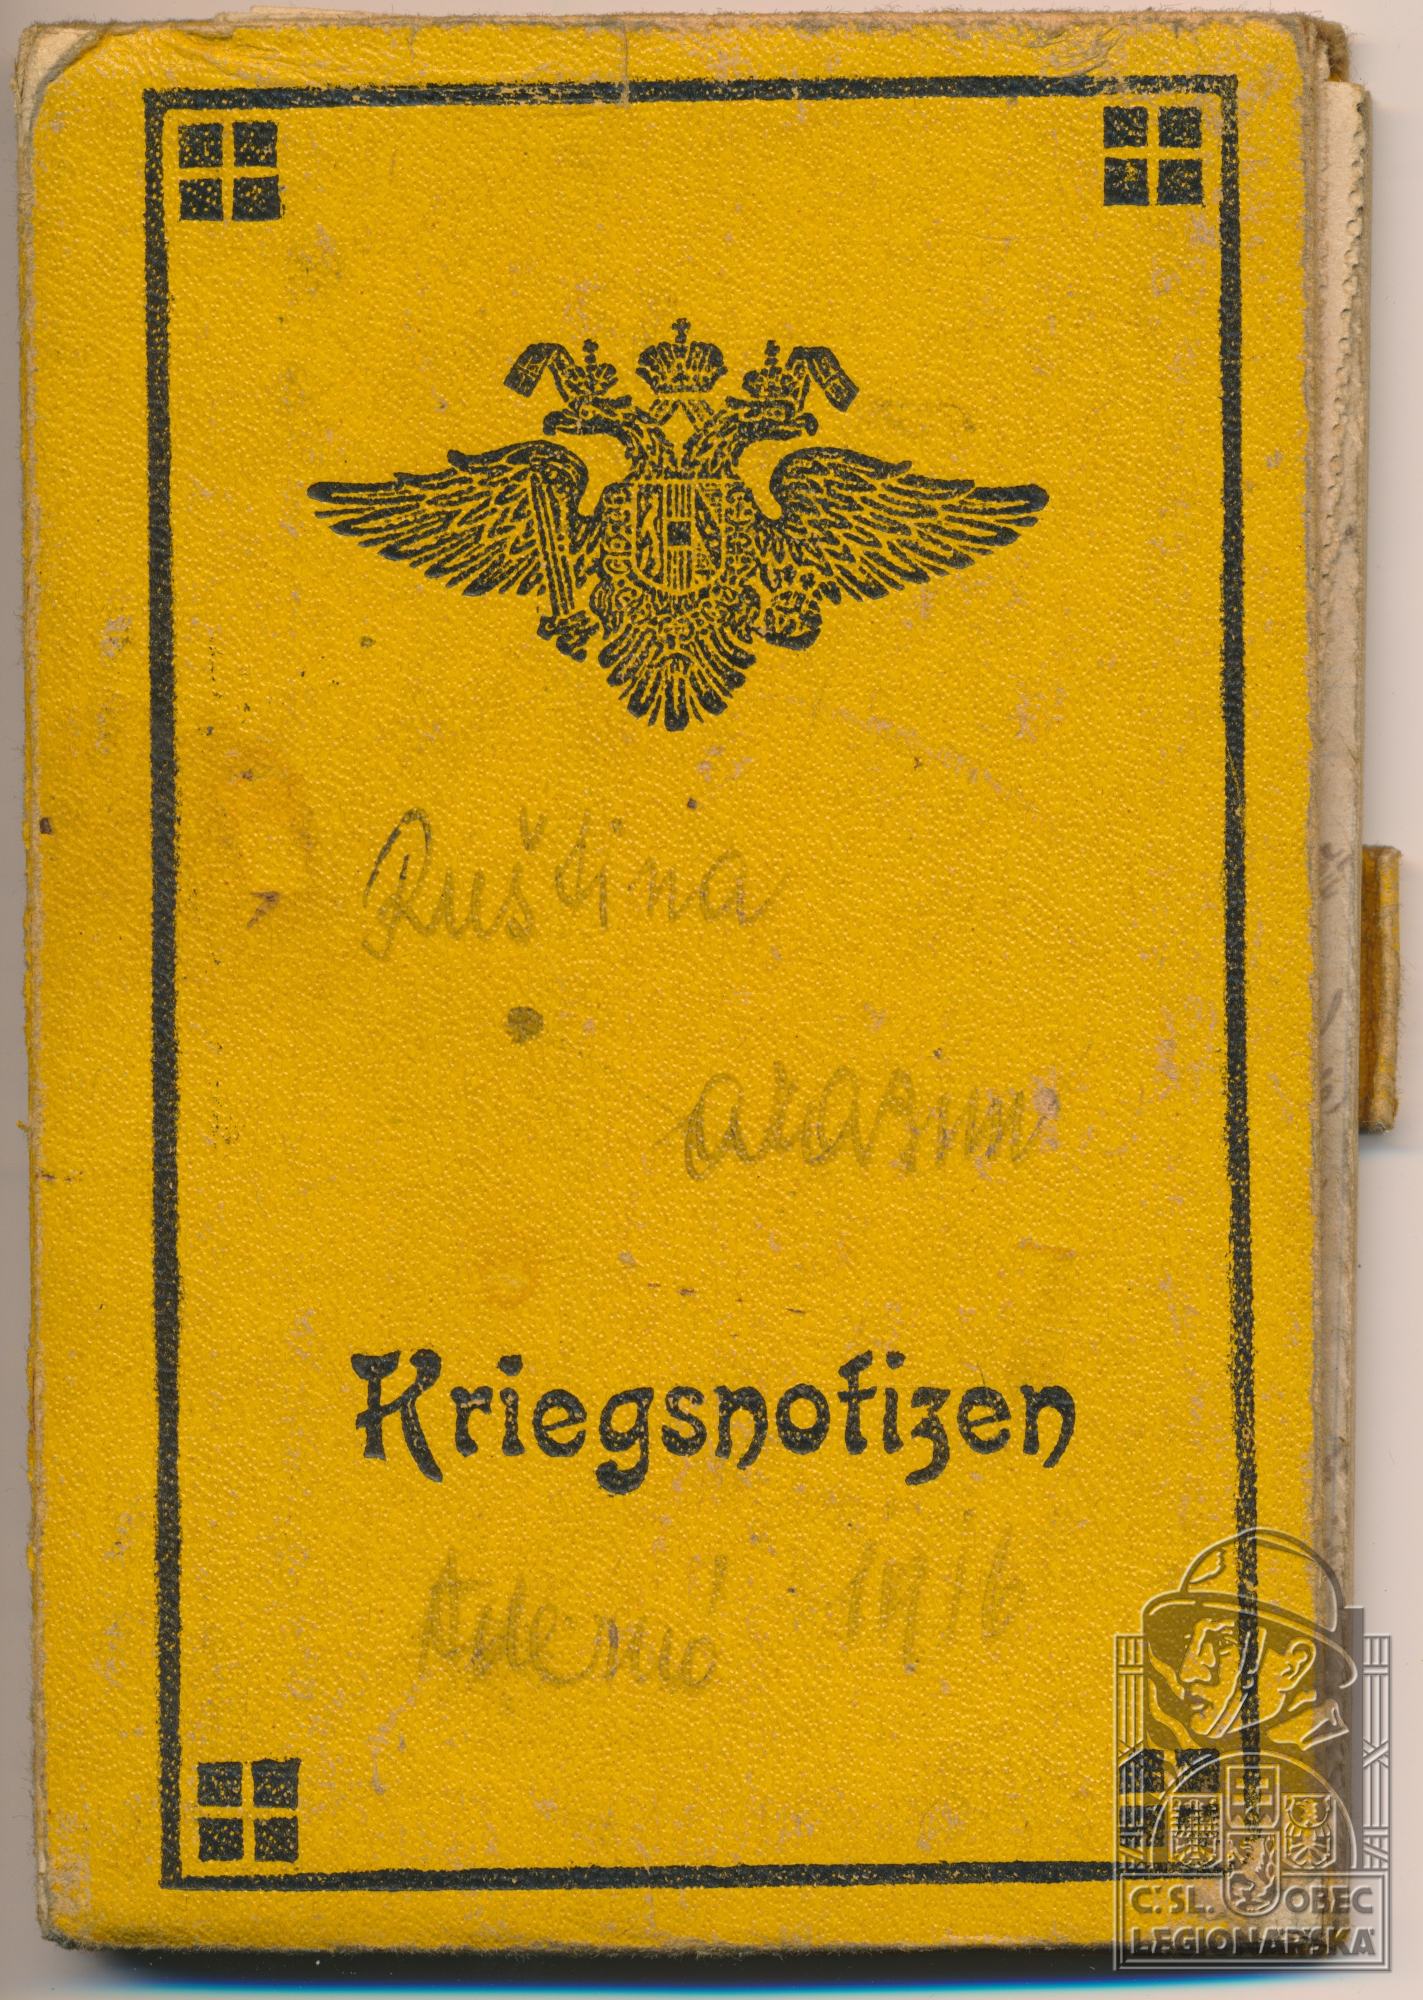 Ruština
Kriegsnotizen
1916
Č. SL. OBEC
LEGIONÁŘSKÁ